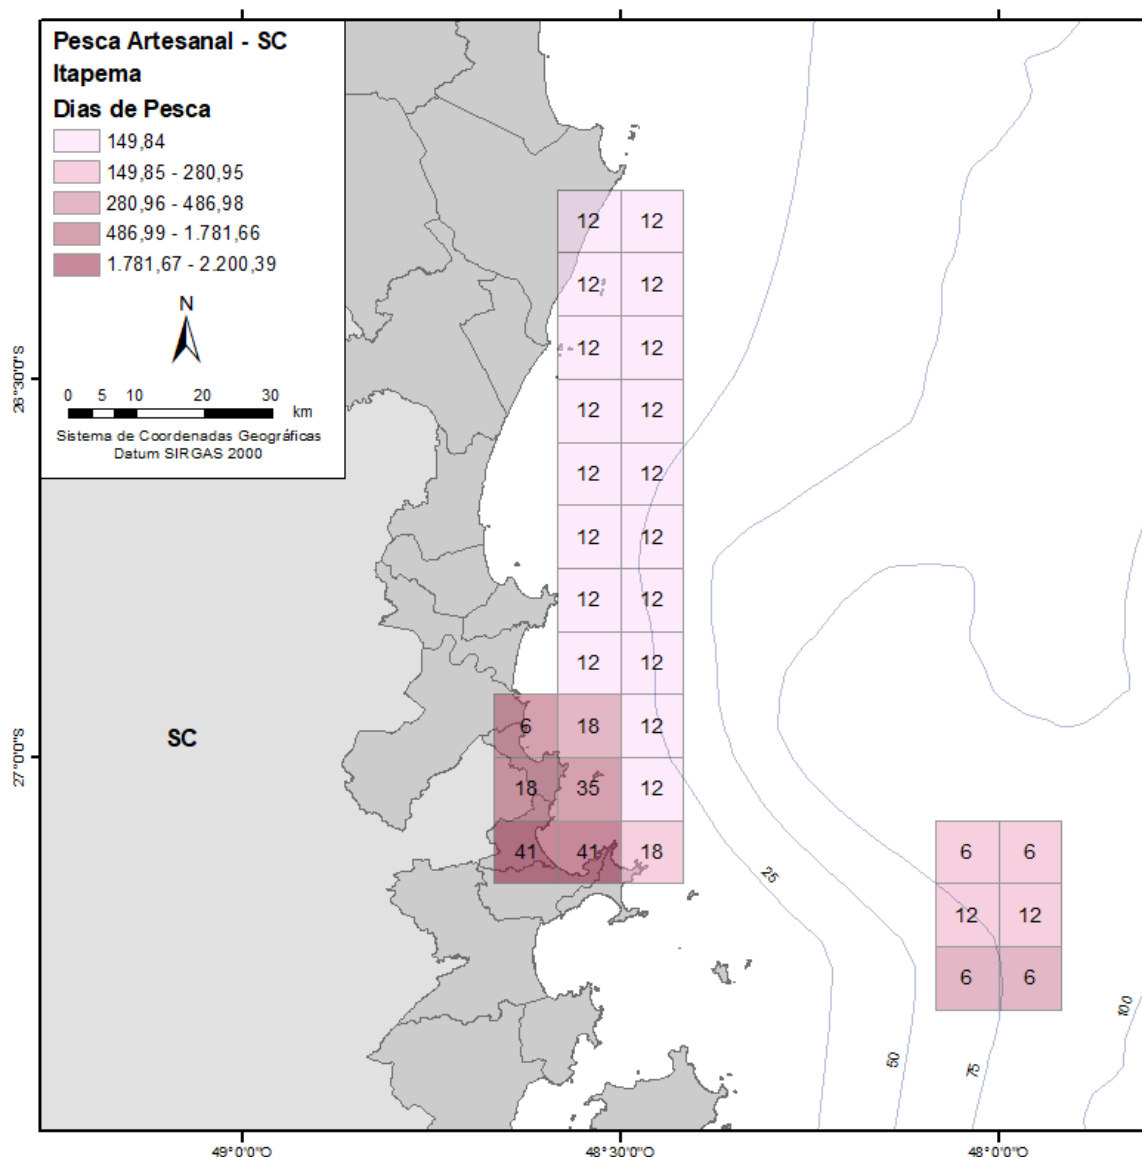 Pesca Artesanal - SC
Itapema
Dias de Pesca
149,84
149,85 - 280,95
280,96 - 486,98
486,99 - 1.781,66
1.781,67 - 2.200,39
N
0 5 10 20 30 km
Sistema de Coordenadas Geográficas
Datum SIRGAS 2000
12 12
12 12
12 12
26°30'0"S
12 12
12 12
12 12
12 12
12 12
SC
6 18 12
27°0'0"S
18 35 12
41 41 18
6 6
25
12 12
6 6
50
75
100
49°0'0"O 48°30'0"O 48°0'0"O